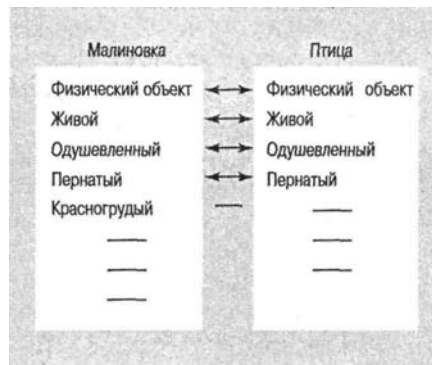 Малиновка Птица
Физический объект Физический объект
Живой Живой
Одушевленный Одушевленный
Пернатый Пернатый
Красногрудый